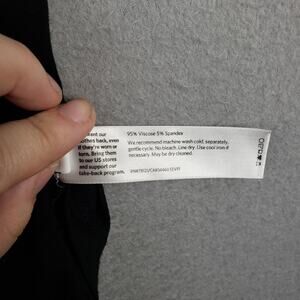 ant our
othes back, even
if they're worn or
torn. Bring them
to our US stores
and support our
take-back program.
95% Viscose 5% Spandex
We recommend machine wash cold, separately,
gentle cycle. No bleach. Line dry. Use cool iron if
necessary. May be dry cleaned.